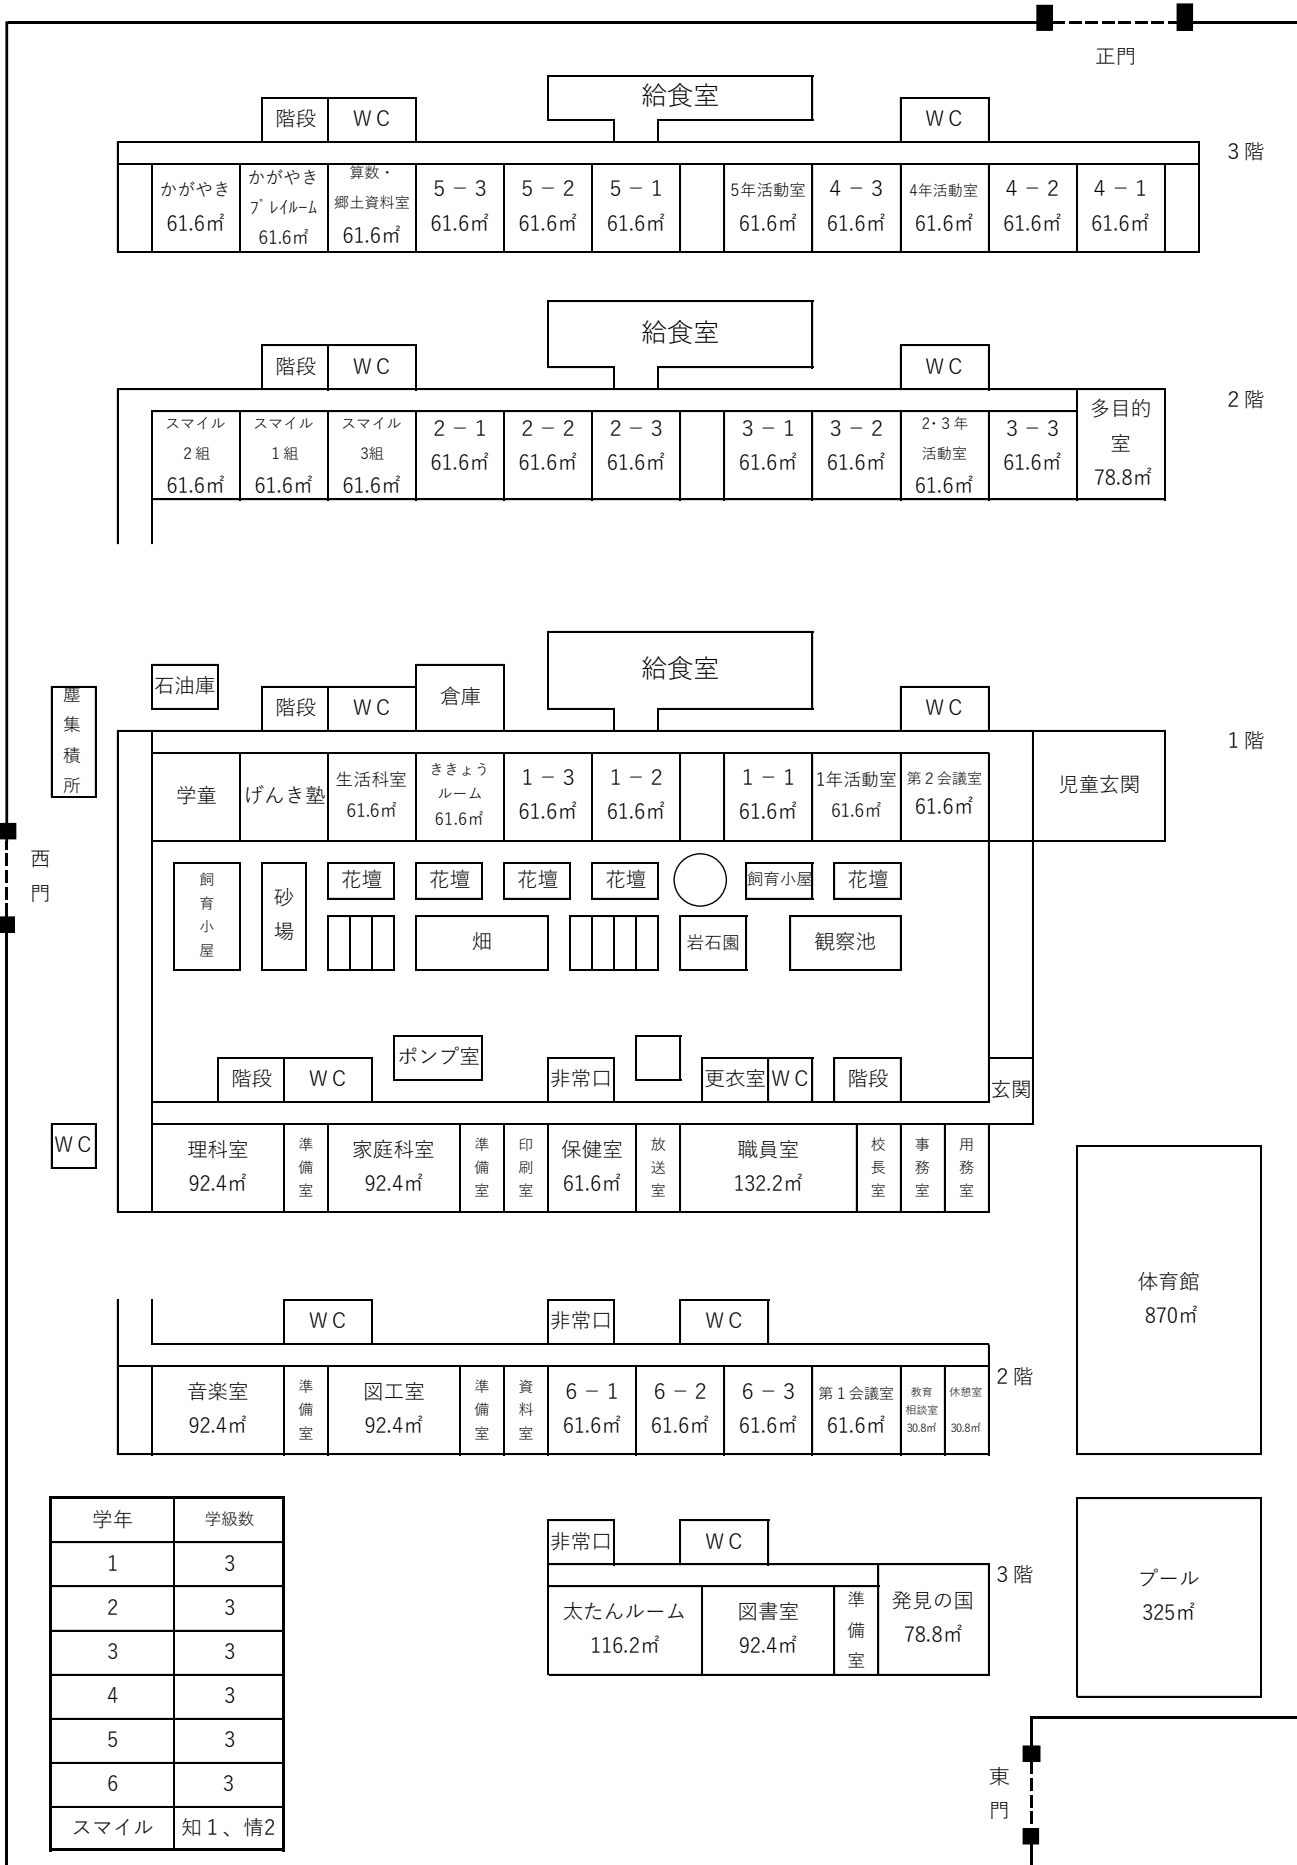 正門
給食室
階段
WC
WC
3階
かがやき
61.6㎡
かがやき
プレイルーム
61.6㎡
算数・
郷土資料室
61.6㎡
5-3
61.6㎡
5-2
61.6㎡
5-1
61.6㎡
5年活動室
61.6㎡
4-3
61.6㎡
4年活動室
61.6㎡
4-2
61.6㎡
4-1
61.6㎡
給食室
階段
WC
WC
2階
スマイル
2組
61.6㎡
スマイル
1組
61.6㎡
スマイル
3組
61.6㎡
2-1
61.6㎡
2-2
61.6㎡
2-3
61.6㎡
3-1
61.6㎡
3-2
61.6㎡
2・3年
活動室
61.6㎡
3-3
61.6㎡
多目的
室
78.8㎡
給食室
石油庫
塵
集
積
所
階段
WC
倉庫
WC
1階
学童
げんき塾
生活科室
61.6㎡
ききょう
ルーム
61.6㎡
1-3
61.6㎡
1-2
61.6㎡
1-1
61.6㎡
1年活動室
61.6㎡
第2会議室
61.6㎡
児童玄関
西
門
飼
育
小
屋
砂
場
花壇
花壇
花壇
花壇
飼育小屋
花壇
畑
岩石園
観察池
ポンプ室
階段
WC
非常口
更衣室
WC
階段
玄関
WC
理科室
92.4㎡
準
備
室
家庭科室
92.4㎡
準
備
室
印
刷
室
保健室
61.6㎡
放
送
室
職員室
132.2㎡
校
長
室
事
務
室
用
務
室
体育館
870㎡
WC
非常口
WC
2階
音楽室
92.4㎡
準
備
室
図工室
92.4㎡
準
備
室
資
料
室
6-1
61.6㎡
6-2
61.6㎡
6-3
61.6㎡
第1会議室
61.6㎡
教育
相談室
30.8㎡
休憩室
30.8㎡
非常口
WC
3階
太たんルーム
116.2㎡
図書室
92.4㎡
準
備
室
発見の国
78.8㎡
プール
325㎡
学年 学級数
1 3
2 3
3 3
4 3
5 3
6 3
スマイル 知1、情2
東
門